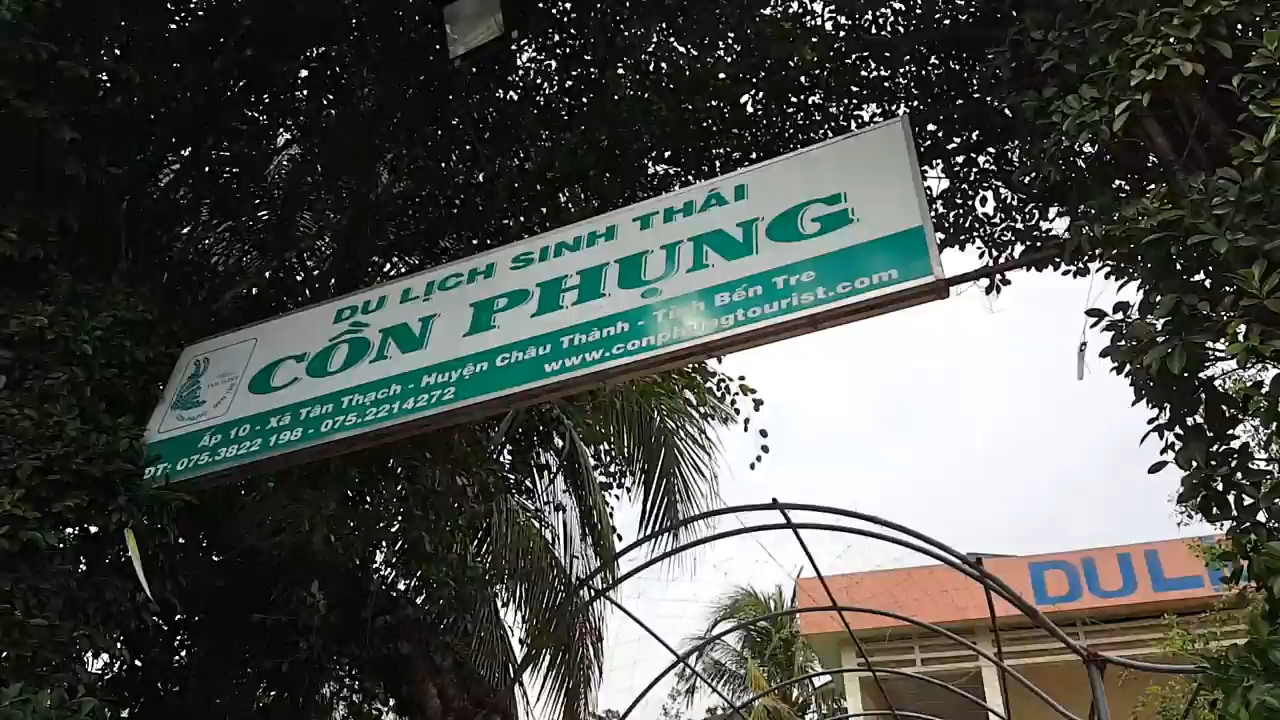 DU LỊCH SINH THÁI
CỒN PHỤNG
Ấp 10 - Xã Tân Thạch - Huyện Châu Thành - Tỉnh Bến Tre
ĐT: 075.3822 198 - 075.2214272
www.conphungtourist.com
DU L